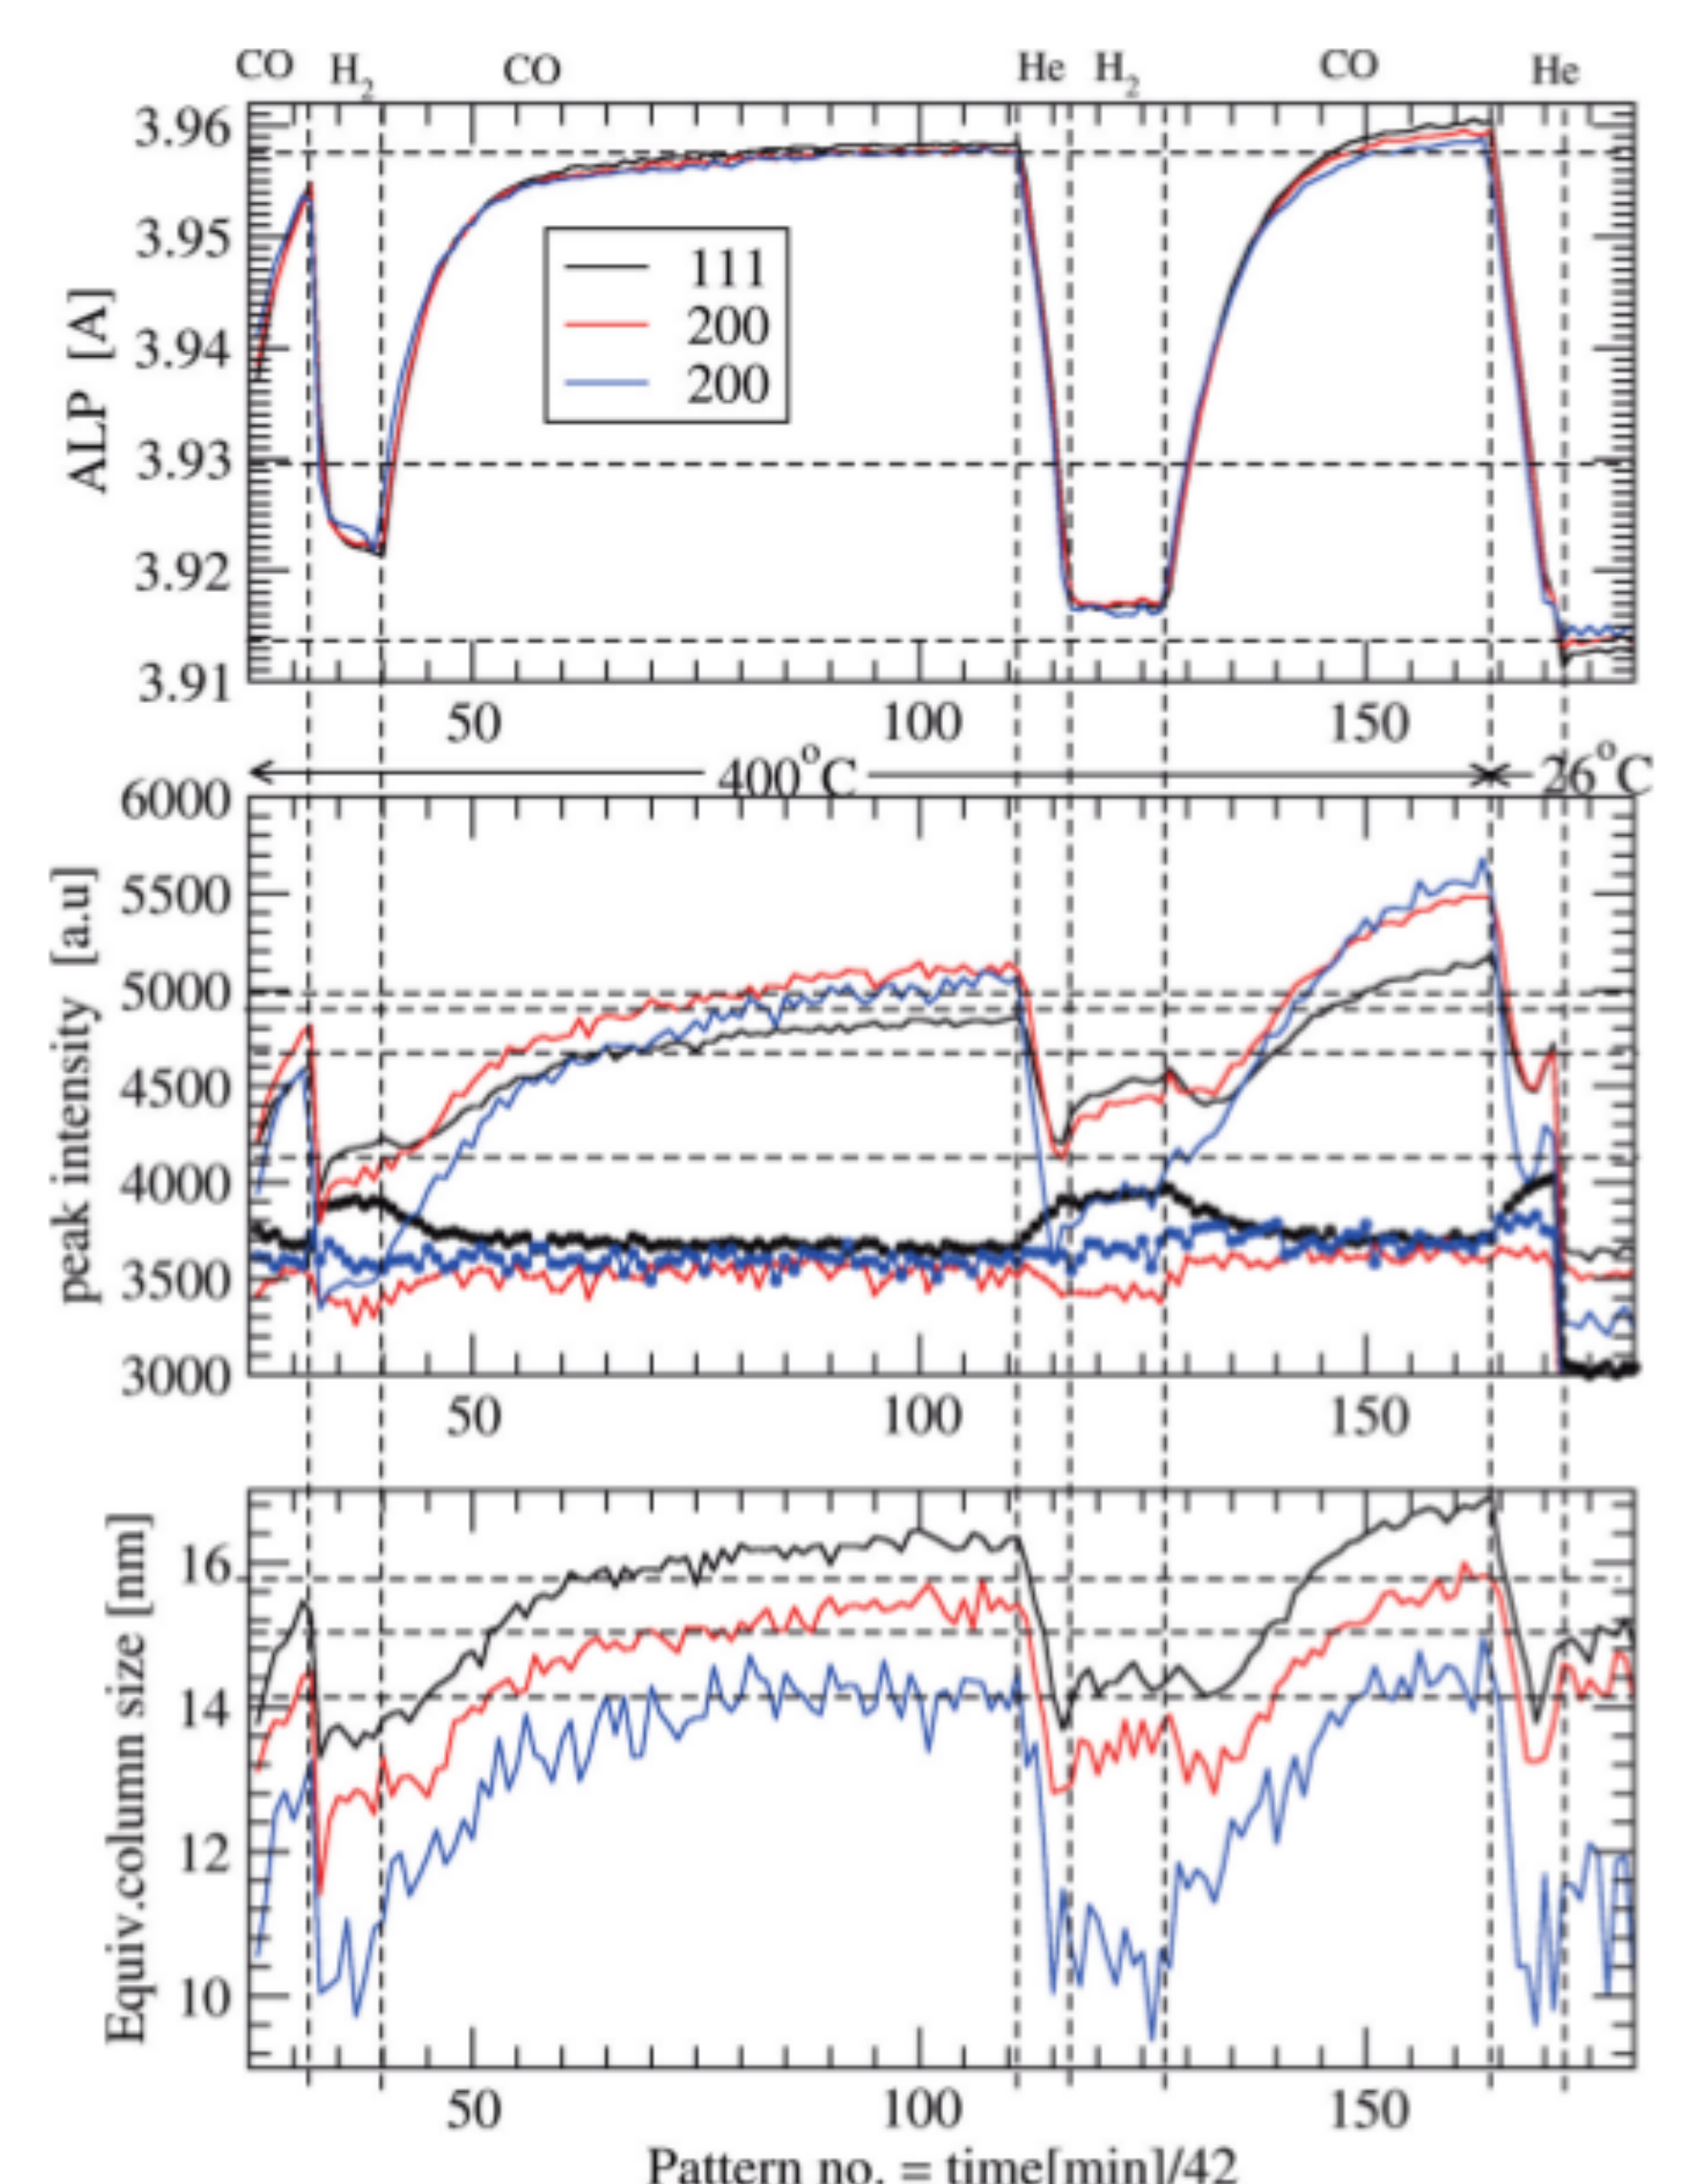 CO H₂ CO He H₂ CO He
3.96
3.95
3.94
3.93
3.92
3.91
ALP [A]
111
200
200
50 100 150
400°C 26°C
6000
5500
5000
4500
4000
3500
3000
peak intensity [a.u]
50 100 150
16
14
12
10
Equiv.column size [nm]
50 100 150
Pattern no. = time[min]/42